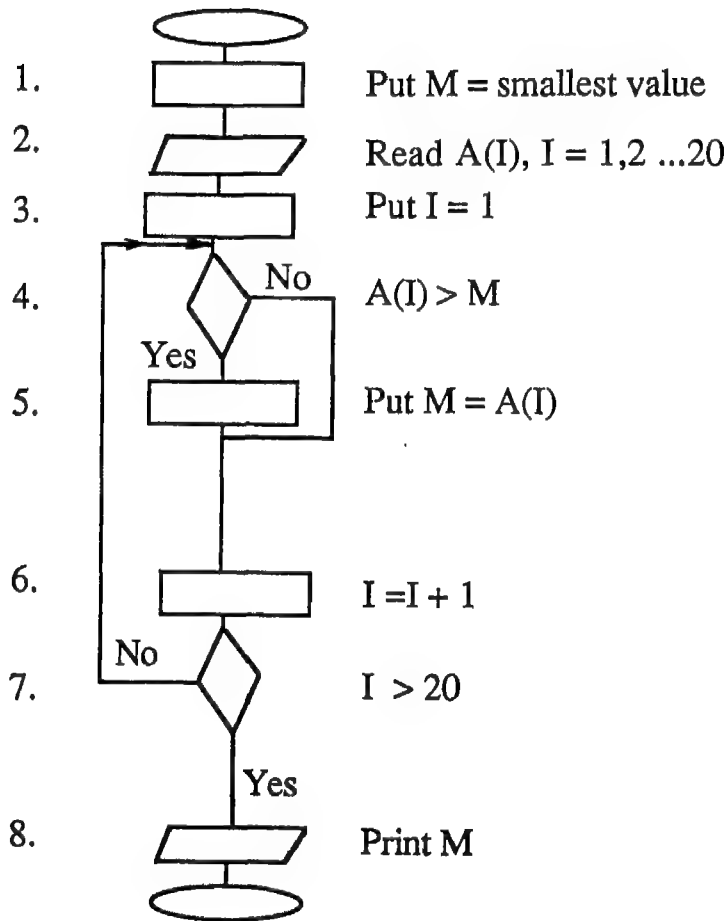 1. Put M = smallest value
2. Read A(I), I = 1,2 ...20
3. Put I = 1
No
4. A(I) > M
Yes
5. Put M = A(I)
6. I =I + 1
No
7. I > 20
Yes
8. Print M